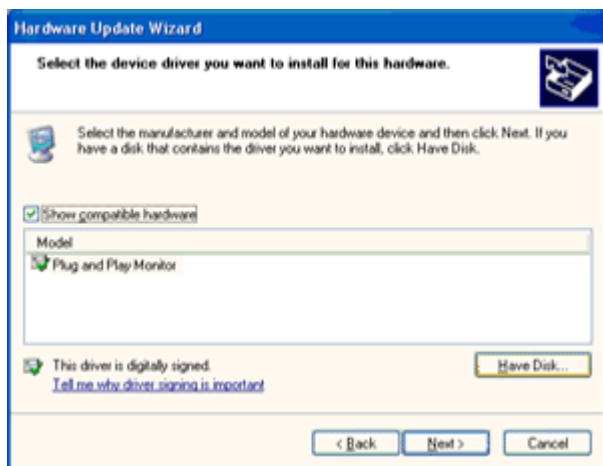 Hardware Update Wizard
Select the device driver you want to install for this hardware.
Select the manufacturer and model of your hardware device and then click Next. If you
have a disk that contains the driver you want to install, click Have Disk.
Show compatible hardware
Model
Plug and Play Monitor
This driver is digitally signed.
Tell me why driver signing is important
Have Disk...
< Back
Next >
Cancel